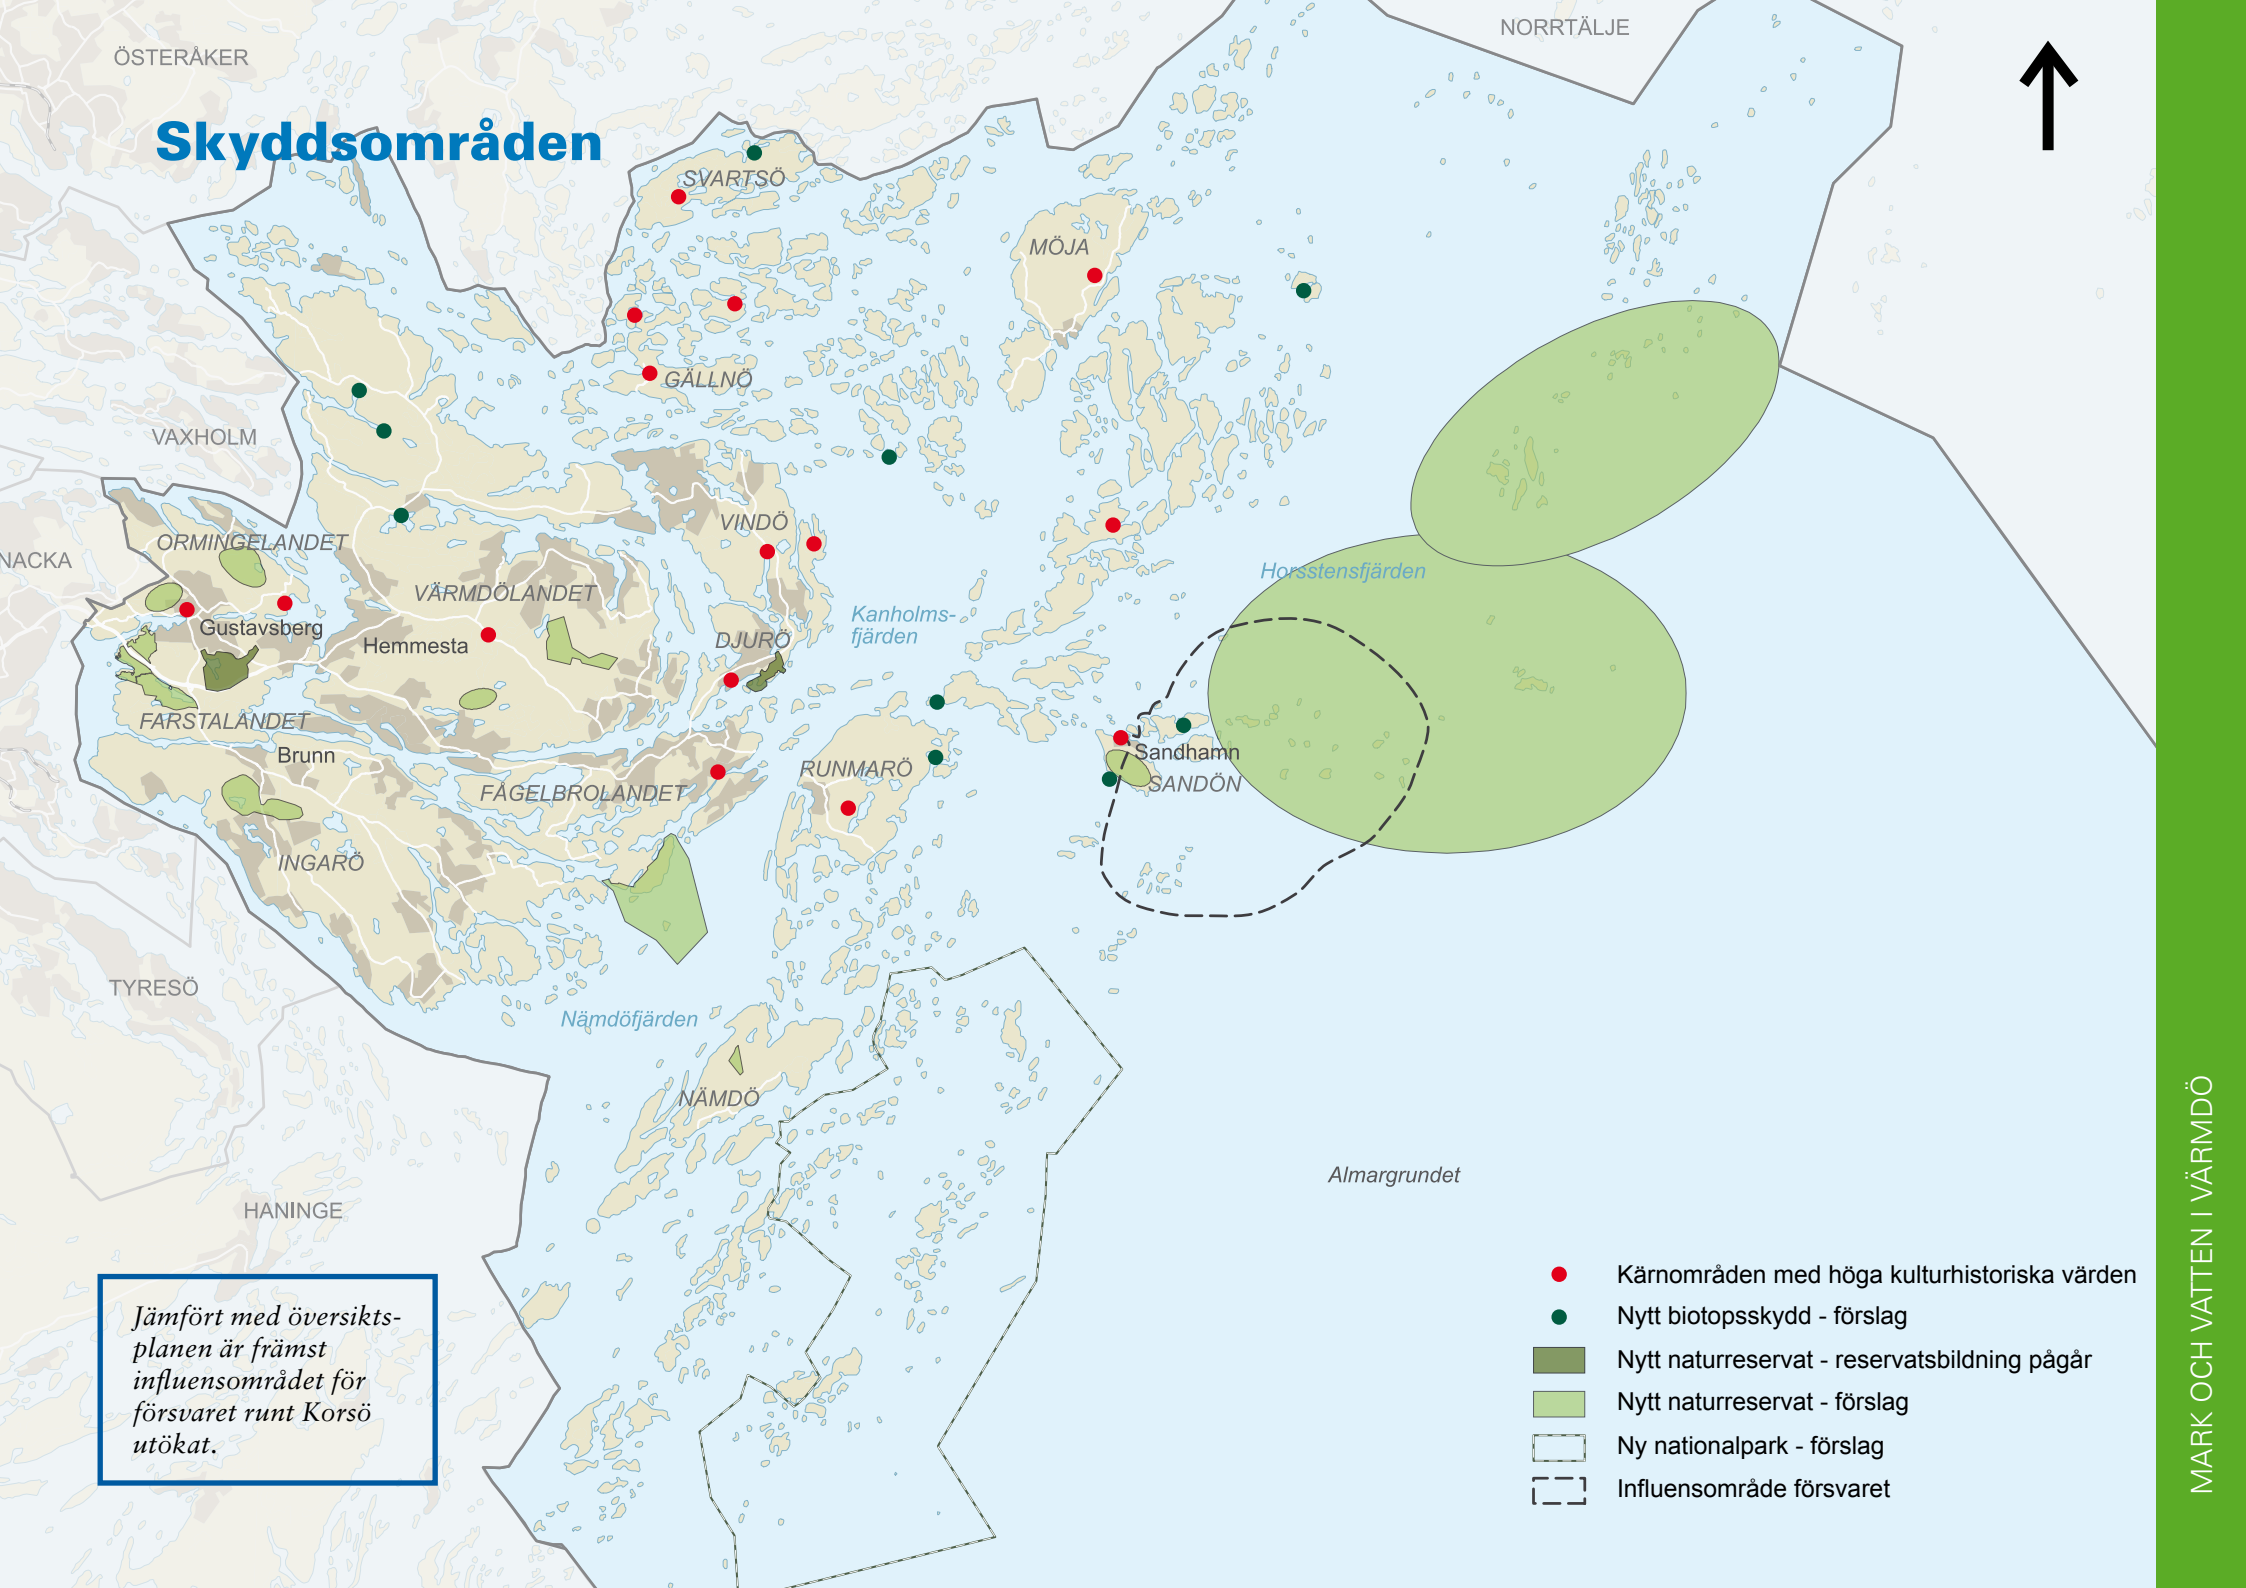 NORRTÄLJE
ÖSTERÅKER
Skyddsområden
SVARTSÖ
MÖJA
GÄLLNÖ
VAXHOLM
VINDÖ
ORMINGELANDET
NACKA
Horsstensfjärden
VÄRMDÖLANDET
Kanholms-
fjärden
Gustavsberg
Hemmesta
DJURÖ
FARSTALANDET
Brunn
Sandhamn
RUNMARÖ
SANDÖN
FÅGELBROLANDET
INGARÖ
TYRESÖ
Nämdöfjärden
NÄMDÖ
Almargrundet
HANINGE
Jämfört med översikts-
planen är främst
influensområdet för
försvaret runt Korsö
utökat.
Kärnområden med höga kulturhistoriska värden
Nytt biotopsskydd - förslag
Nytt naturreservat - reservatsbildning pågår
Nytt naturreservat - förslag
Ny nationalpark - förslag
Influensområde försvaret
MARK OCH VATTEN I VÄRMDÖ